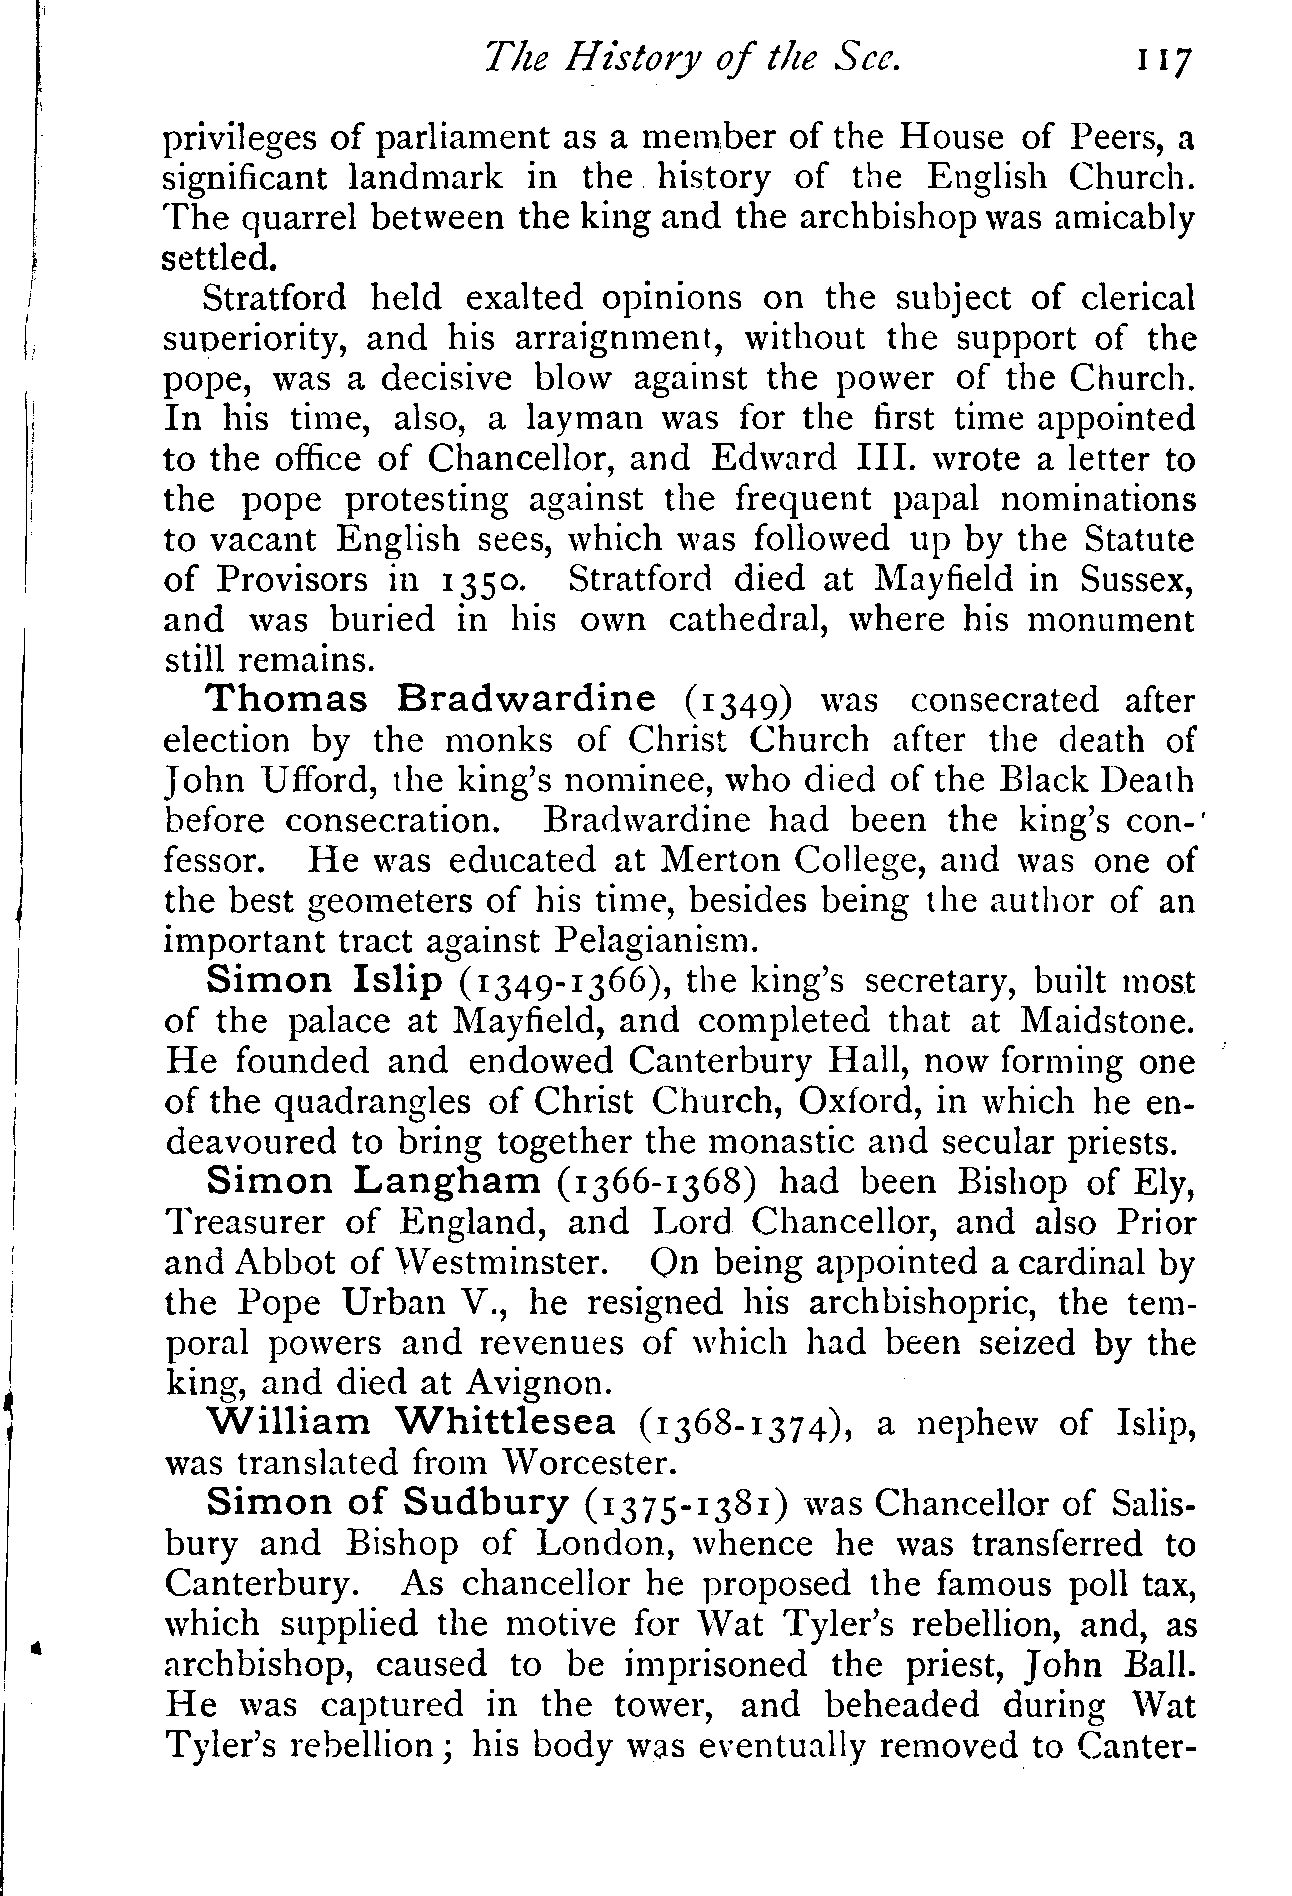 The History of the See. 117
privileges of parliament as a member of the House of Peers, a
significant landmark in the history of the English Church.
The quarrel between the king and the archbishop was amicably
settled.
Stratford held exalted opinions on the subject of clerical
superiority, and his arraignment, without the support of the
pope, was a decisive blow against the power of the Church.
In his time, also, a layman was for the first time appointed
to the office of Chancellor, and Edward III. wrote a letter to
the pope protesting against the frequent papal nominations
to vacant English sees, which was followed up by the Statute
of Provisors in 1350. Stratford died at Mayfield in Sussex,
and was buried in his own cathedral, where his monument
still remains.
Thomas Bradwardine (1349) was consecrated after
election by the monks of Christ Church after the death of
John Ufford, the king's nominee, who died of the Black Death
before consecration. Bradwardine had been the king's con-
fessor. He was educated at Merton College, and was one of
the best geometers of his time, besides being the author of an
important tract against Pelagianism.
Simon Islip (1349-1366), the king's secretary, built most
of the palace at Mayfield, and completed that at Maidstone.
He founded and endowed Canterbury Hall, now forming one
of the quadrangles of Christ Church, Oxford, in which he en-
deavoured to bring together the monastic and secular priests.
Simon Langham (1366-1368) had been Bishop of Ely,
Treasurer of England, and Lord Chancellor, and also Prior
and Abbot of Westminster. On being appointed a cardinal by
the Pope Urban V., he resigned his archbishopric, the tem-
poral powers and revenues of which had been seized by the
king, and died at Avignon.
William Whittlesea (1368-1374), a nephew of Islip,
was translated from Worcester.
Simon of Sudbury (1375-1381) was Chancellor of Salis-
bury and Bishop of London, whence he was transferred to
Canterbury. As chancellor he proposed the famous poll tax,
which supplied the motive for Wat Tyler's rebellion, and, as
archbishop, caused to be imprisoned the priest, John Ball.
He was captured in the tower, and beheaded during Wat
Tyler's rebellion; his body was eventually removed to Canter-